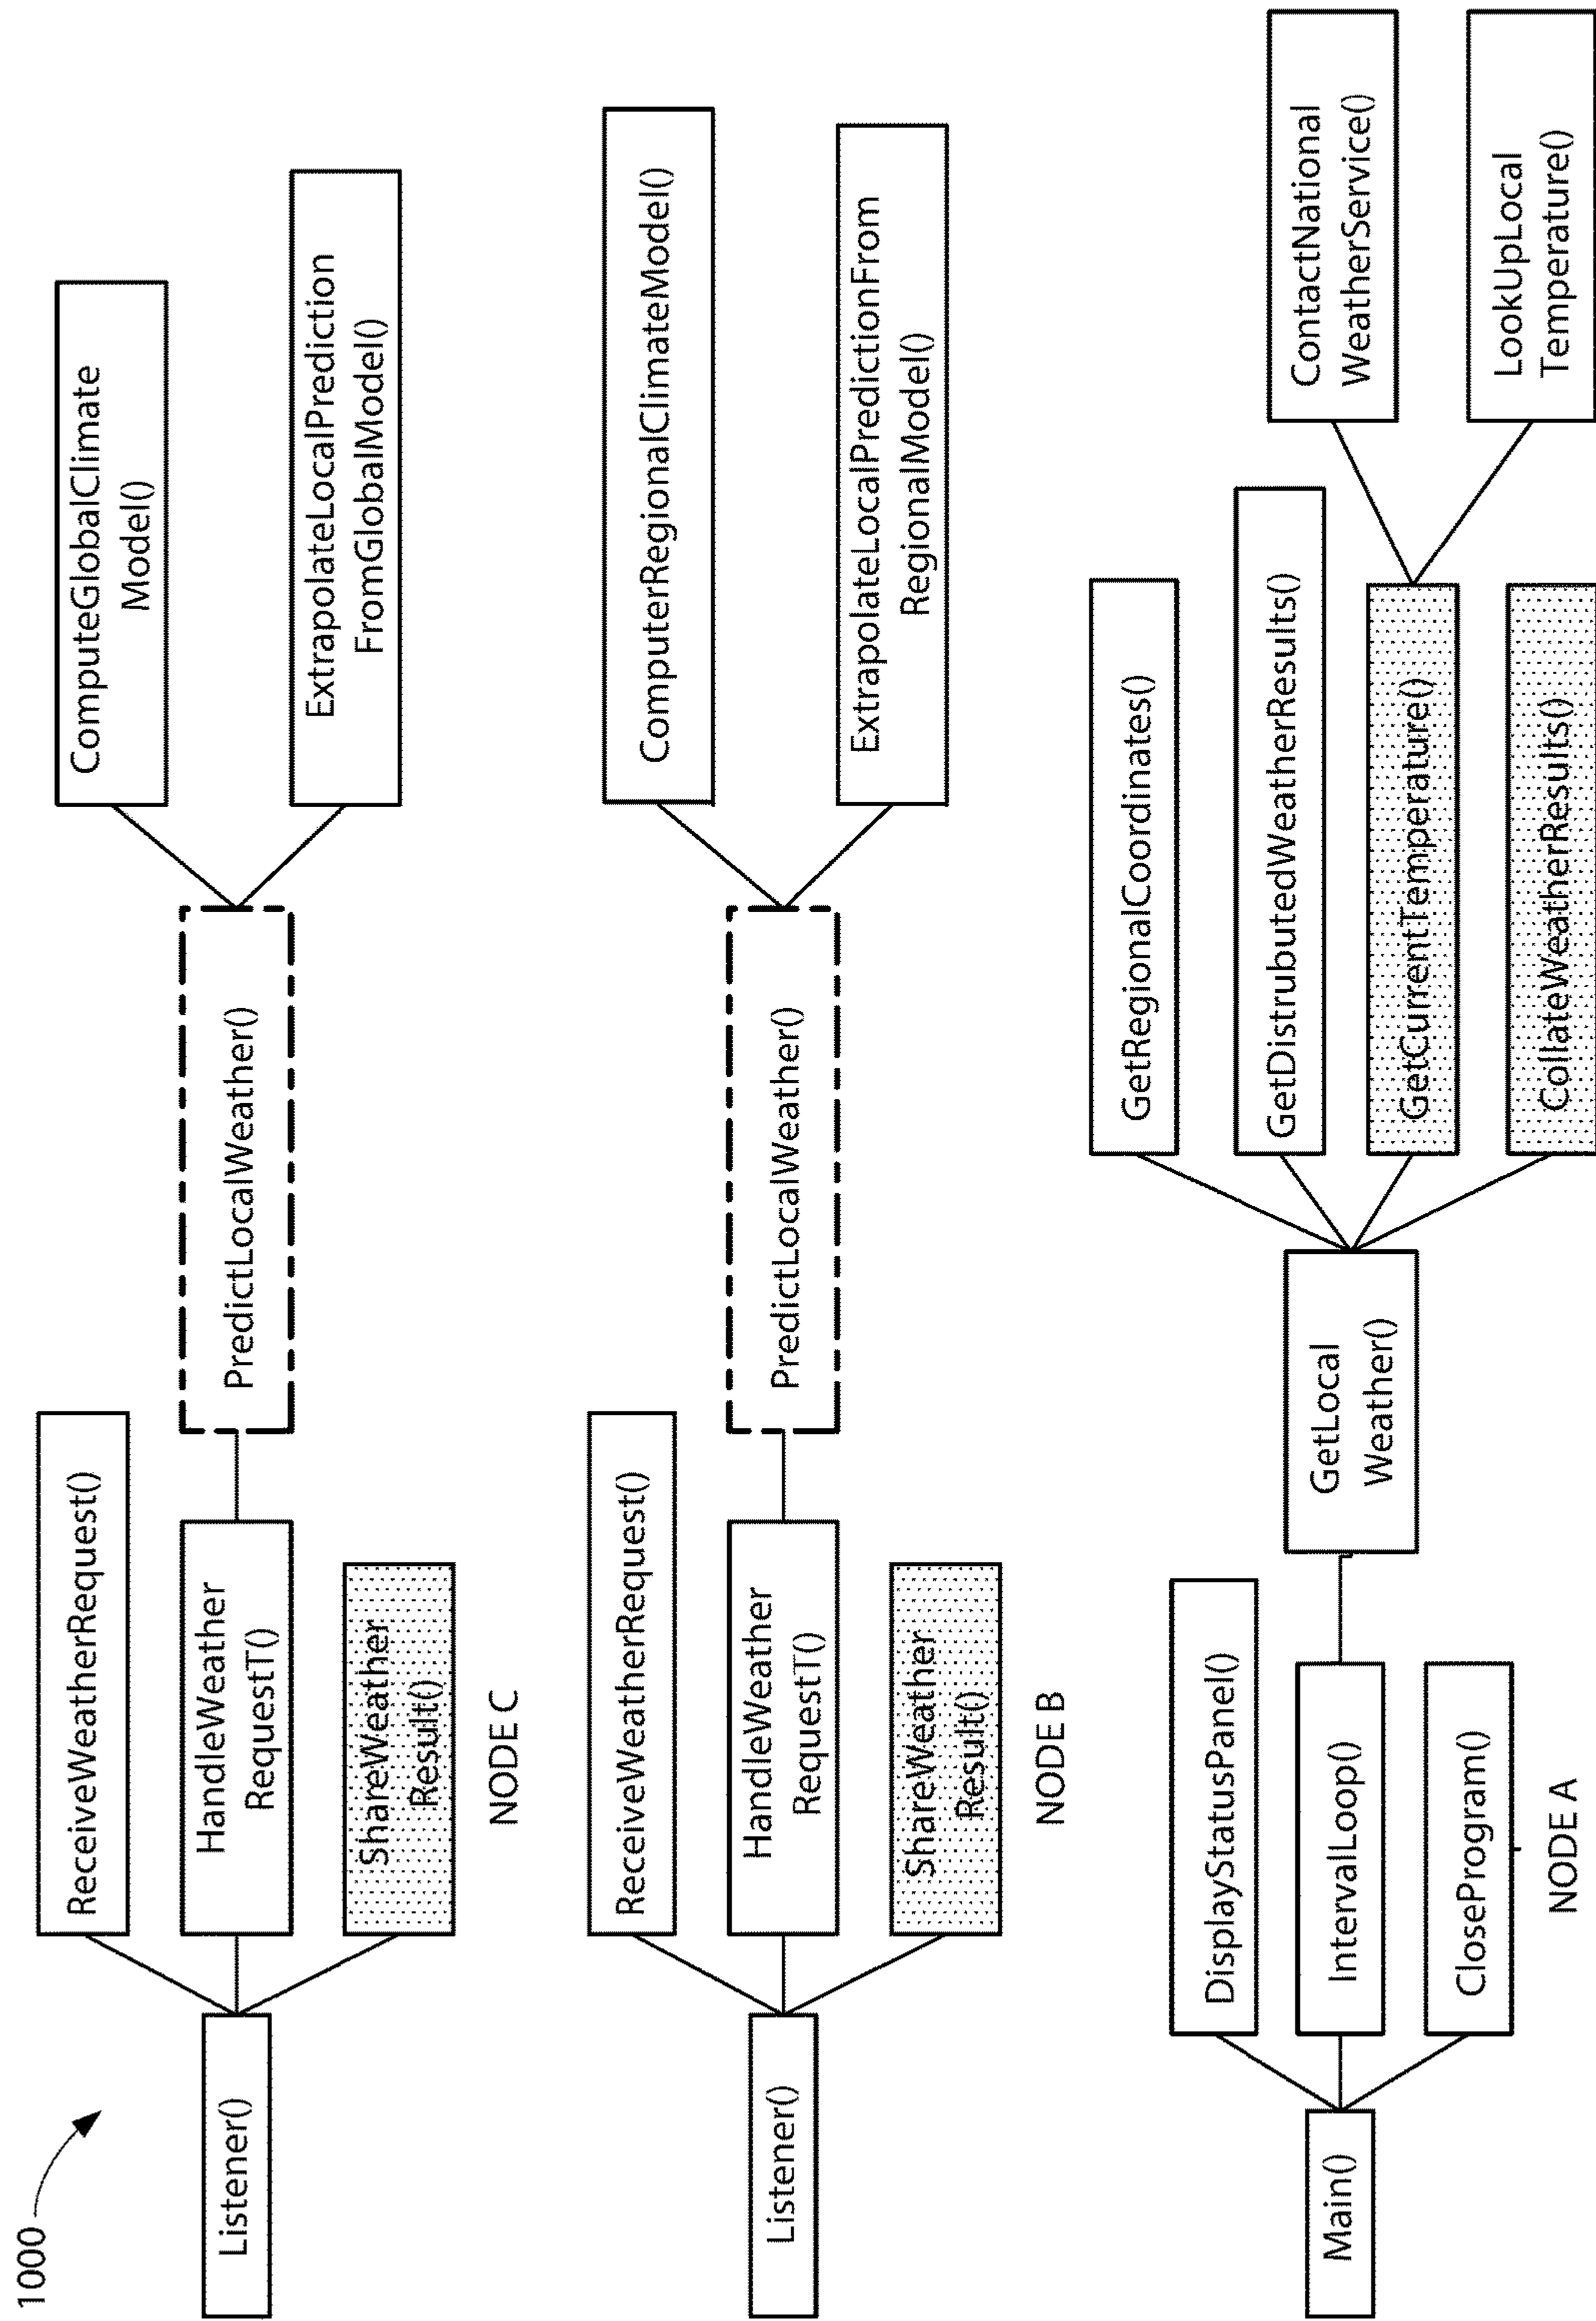 1000
Listener()
ReceiveWeatherRequest()
HandleWeather
RequestT()
ShareWeather
Result()
NODE C
PredictLocalWeather()
ComputeGlobalClimate
Model()
ExtrapolateLocalPrediction
FromGlobalModel()
Listener()
ReceiveWeatherRequest()
HandleWeather
RequestT()
ShareWeather
Result()
NODE B
PredictLocalWeather()
ComputerRegionalClimateModel()
ExtrapolateLocalPredictionFrom
RegionalModel()
Main()
DisplayStatusPanel()
IntervalLoop()
CloseProgram()
NODE A
GetLocal
Weather()
GetRegionalCoordinates()
GetDistrubutedWeatherResults()
GetCurrentTemperature()
CollateWeatherResults()
ContactNational
WeatherService()
LookUpLocal
Temperature()